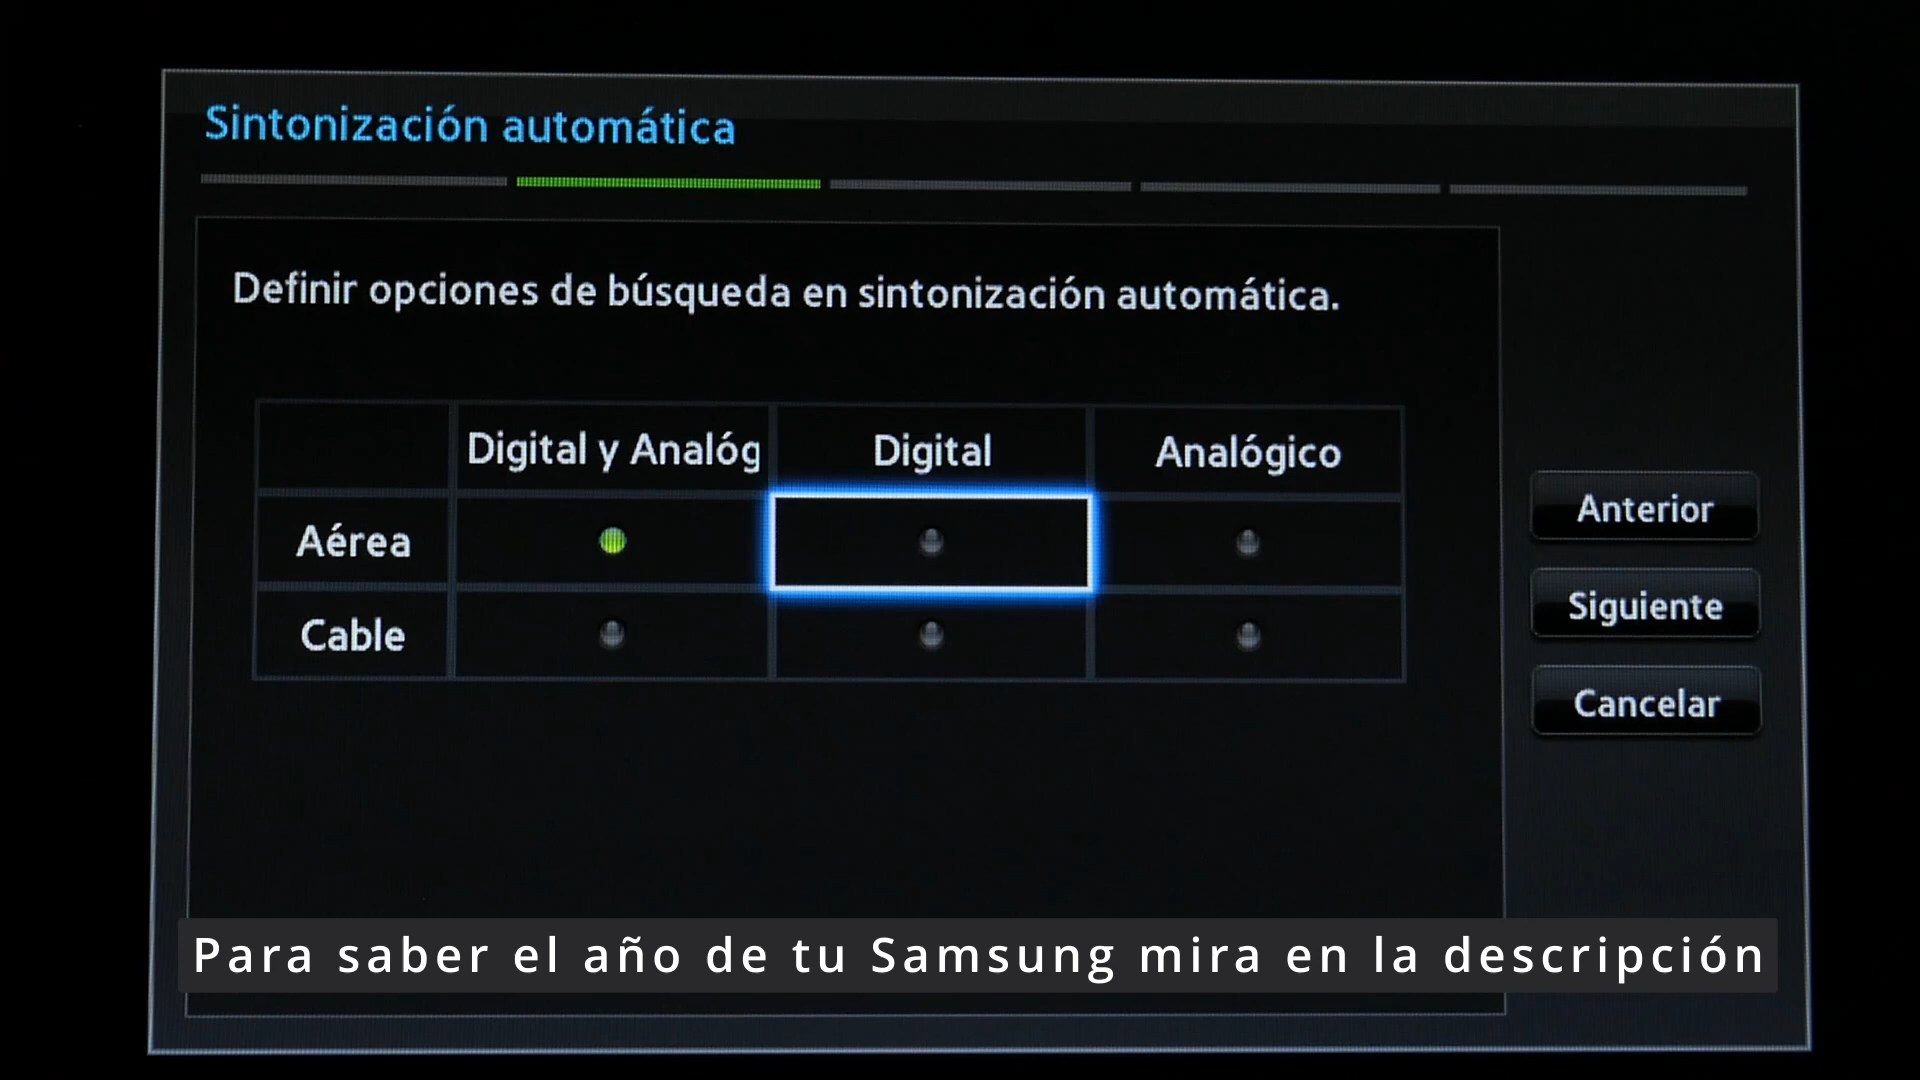 Sintonización automática
Definir opciones de búsqueda en sintonización automática.
Digital y Analóg Digital Analógico
Aérea
Cable
Anterior
Siguiente
Cancelar
Para saber el año de tu Samsung mira en la descripción